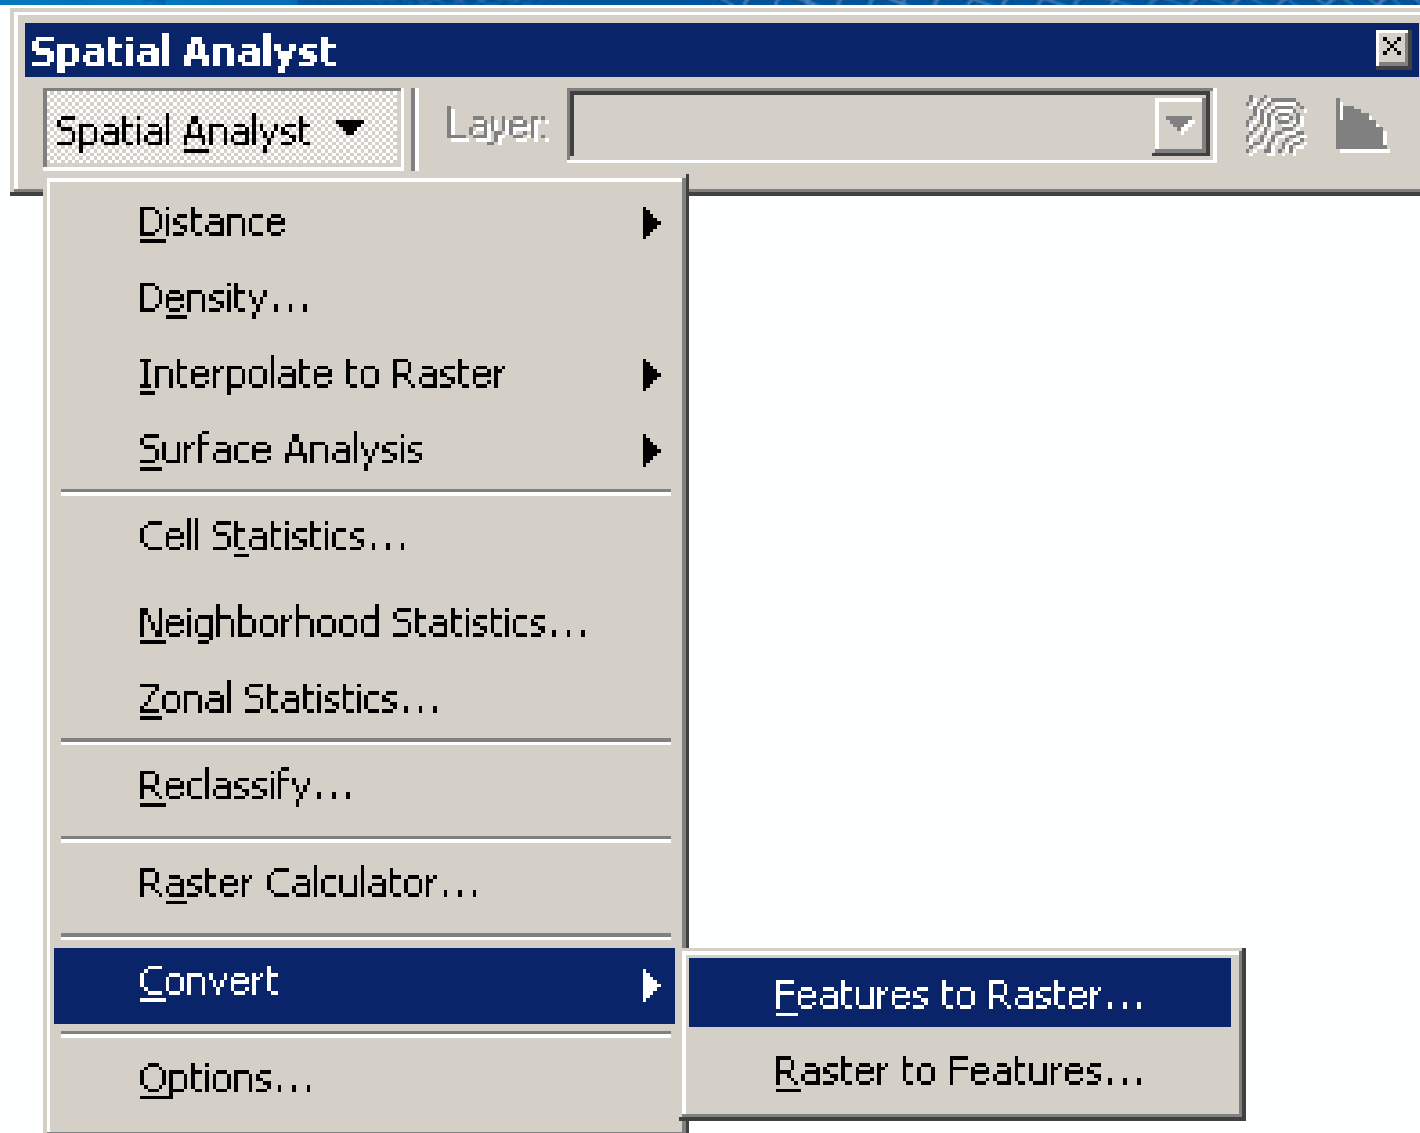 Spatial Analyst
Spatial Analyst Layer:
Distance
Density...
Interpolate to Raster
Surface Analysis
Cell Statistics...
Neighborhood Statistics...
Zonal Statistics...
Reclassify...
Raster Calculator...
Convert
Features to Raster...
Raster to Features...
Options...